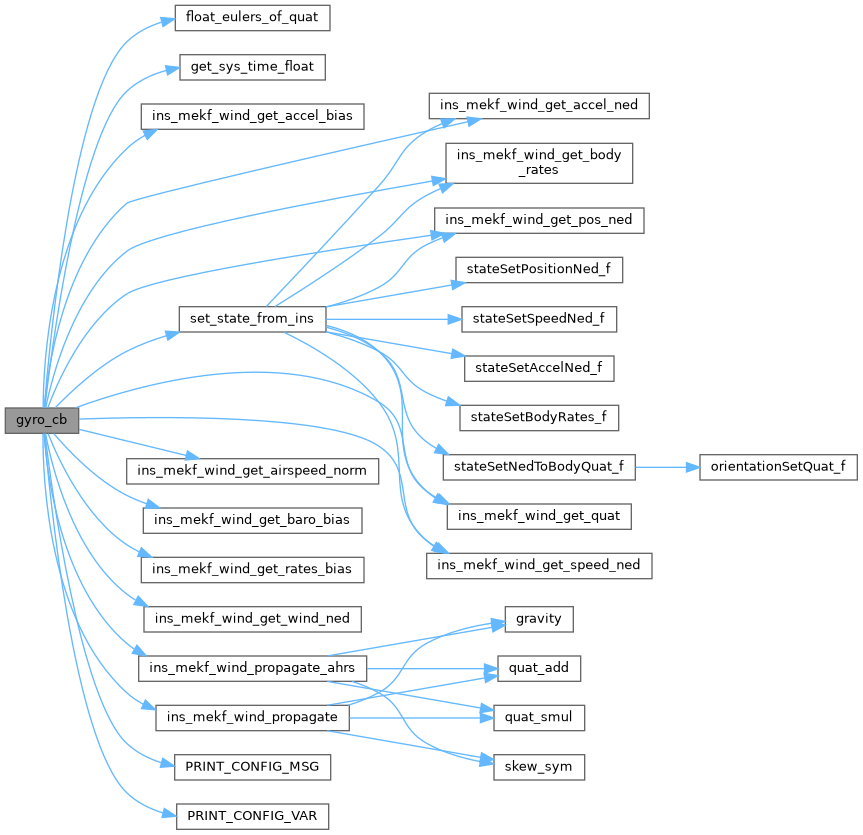 float_eulers_of_quat
get_sys_time_float
ins_mekf_wind_get_accel_bias
ins_mekf_wind_get_accel_ned
ins_mekf_wind_get_body
_rates
ins_mekf_wind_get_pos_ned
stateSetPositionNed_f
set_state_from_ins
stateSetSpeedNed_f
stateSetAccelNed_f
gyro_cb
stateSetBodyRates_f
ins_mekf_wind_get_airspeed_norm
stateSetNedToBodyQuat_f
orientationSetQuat_f
ins_mekf_wind_get_baro_bias
ins_mekf_wind_get_quat
ins_mekf_wind_get_rates_bias
ins_mekf_wind_get_speed_ned
ins_mekf_wind_get_wind_ned
gravity
ins_mekf_wind_propagate_ahrs
quat_add
ins_mekf_wind_propagate
quat_smul
PRINT_CONFIG_MSG
skew_sym
PRINT_CONFIG_VAR